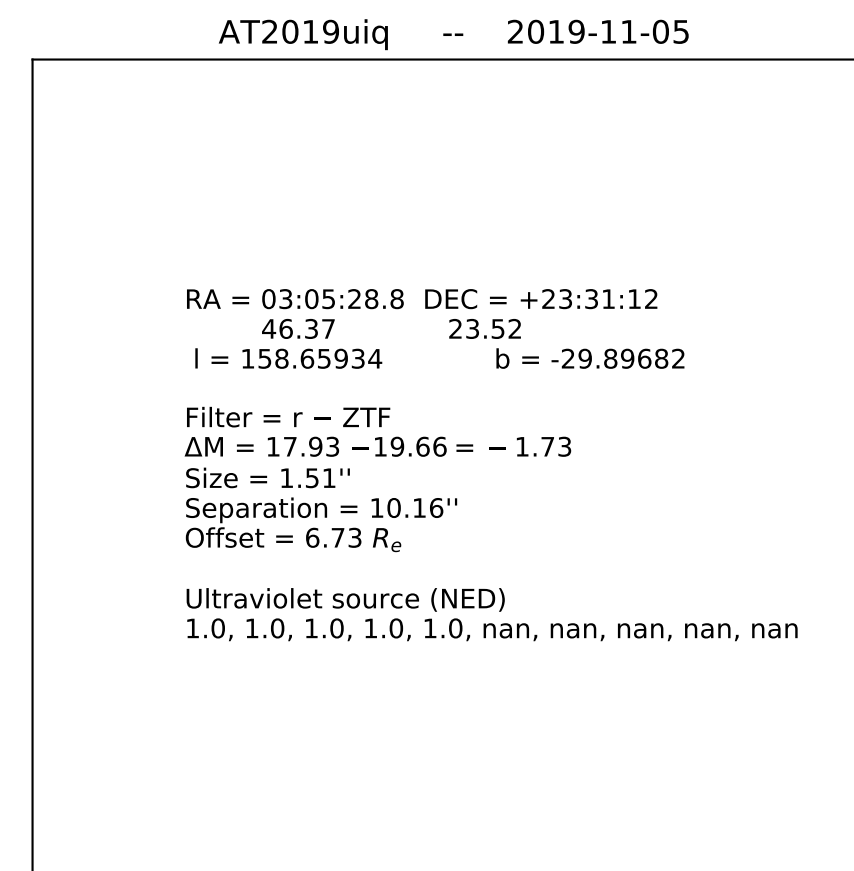 AT2019uiq -- 2019-11-05
RA = 03:05:28.8 DEC = +23:31:12
46.37 23.52
l = 158.65934 b = -29.89682
Filter = r − ZTF
ΔM = 17.93 −19.66 = − 1.73
Size = 1.51''
Separation = 10.16''
Offset = 6.73 Rₑ
Ultraviolet source (NED)
1.0, 1.0, 1.0, 1.0, 1.0, nan, nan, nan, nan, nan